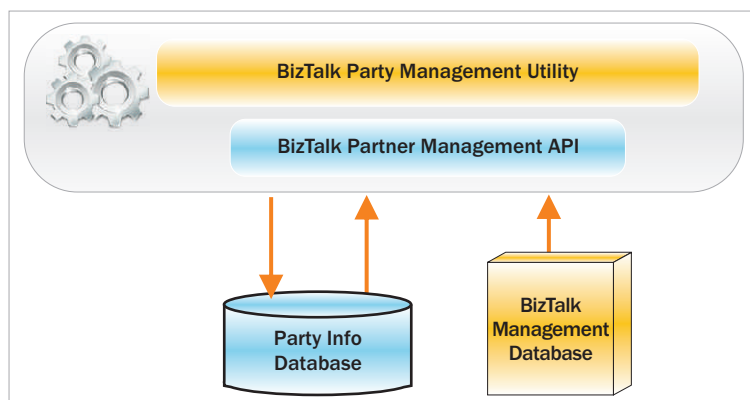 BizTalk Party Management Utility
BizTalk Partner Management API
Party Info
Database
BizTalk
Management
Database